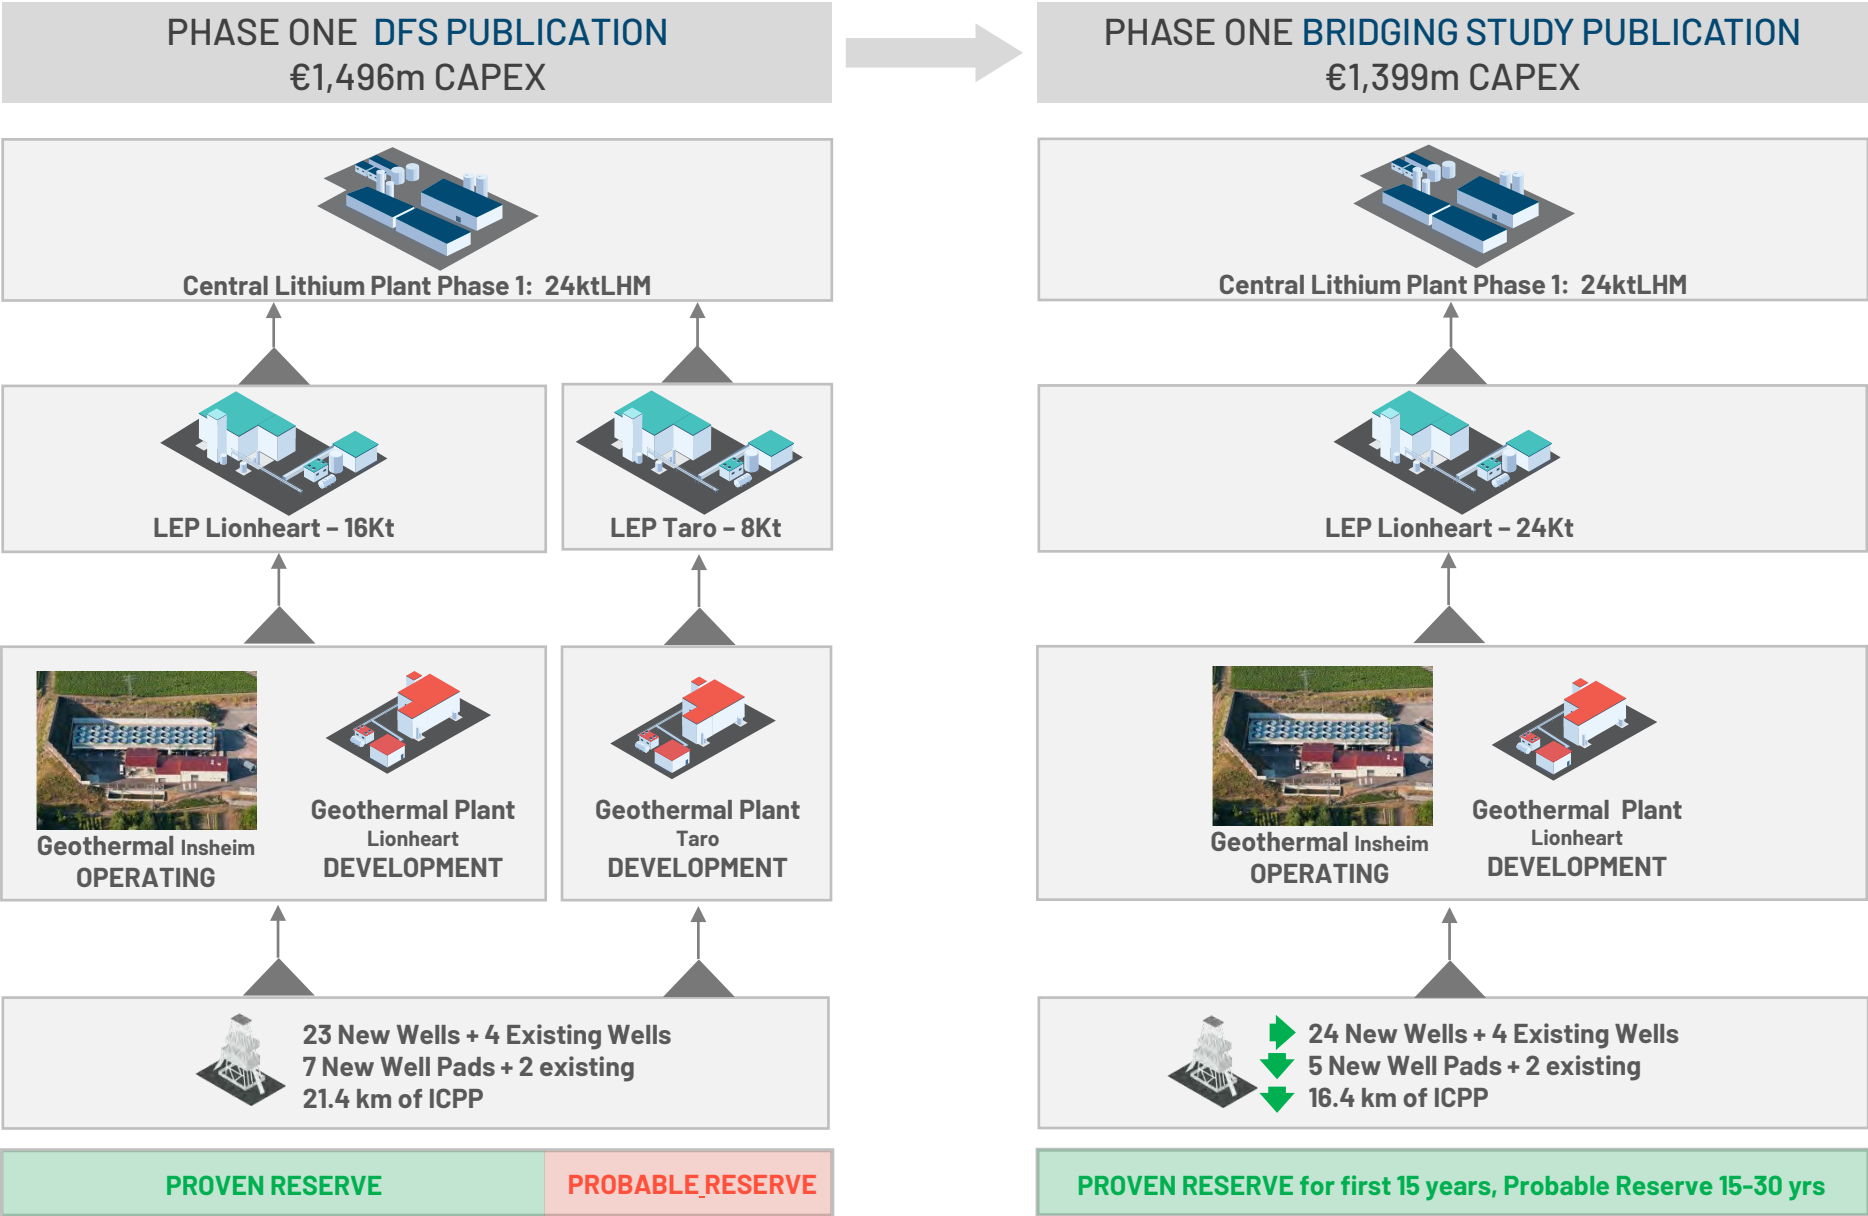 PHASE ONE DFS PUBLICATION
€1,496m CAPEX
PHASE ONE BRIDGING STUDY PUBLICATION
€1,399m CAPEX
Central Lithium Plant Phase 1: 24ktLHM
Central Lithium Plant Phase 1: 24ktLHM
LEP Lionheart – 16Kt
LEP Taro – 8Kt
LEP Lionheart – 24Kt
Geothermal Insheim
OPERATING
Geothermal Plant
Lionheart
DEVELOPMENT
Geothermal Plant
Taro
DEVELOPMENT
Geothermal Insheim
OPERATING
Geothermal Plant
Lionheart
DEVELOPMENT
23 New Wells + 4 Existing Wells
7 New Well Pads + 2 existing
21.4 km of ICPP
24 New Wells + 4 Existing Wells
5 New Well Pads + 2 existing
16.4 km of ICPP
PROVEN RESERVE
PROBABLE RESERVE
PROVEN RESERVE for first 15 years, Probable Reserve 15-30 yrs